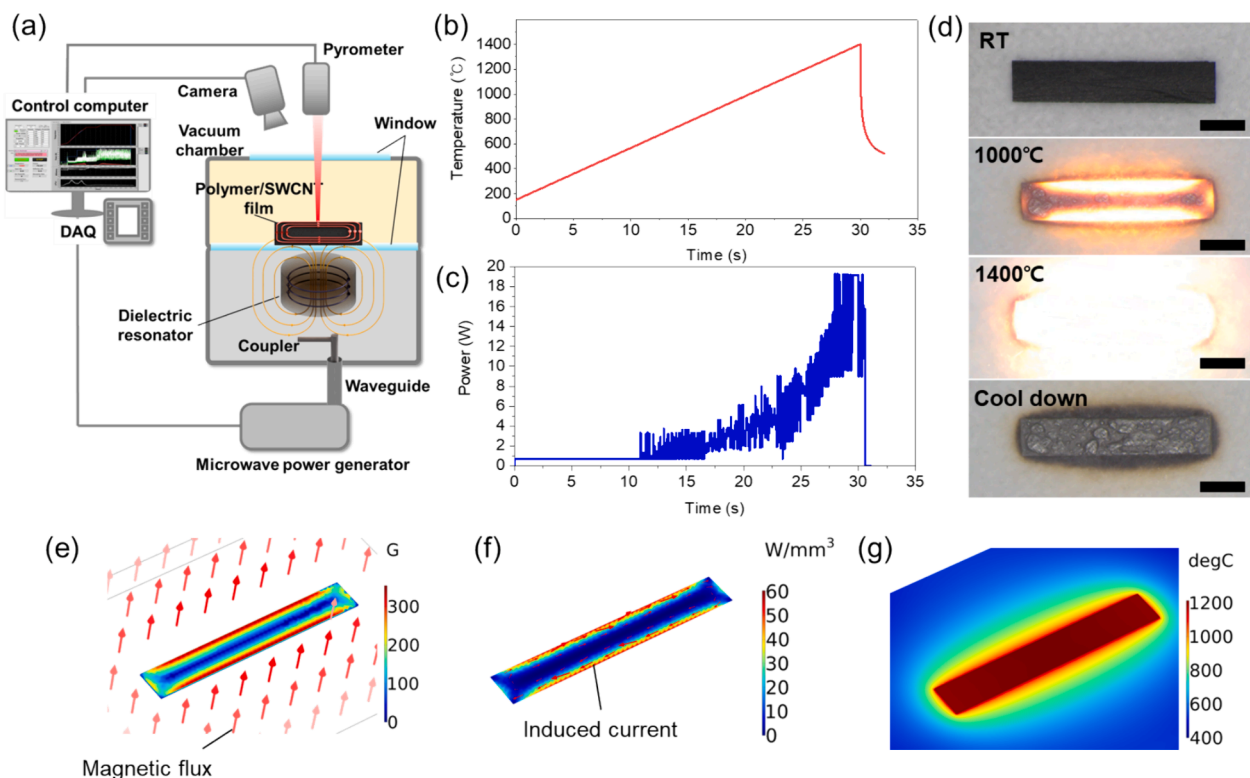 (a)
Pyrometer
Camera
Control computer
Window
Vacuum
chamber
Polymer/SWCNT
film
DAQ
Dielectric
resonator
Coupler
Waveguide
Microwave power generator
(b)
Temperature (℃)
1400
1200
1000
800
600
400
200
0
0 5 10 15 20 25 30 35
Time (s)
(c)
Power (W)
20
18
16
14
12
10
8
6
4
2
0
0 5 10 15 20 25 30 35
Time (s)
(d)
RT
1000℃
1400℃
Cool down
(e)
G
300
200
100
0
Magnetic flux
(f)
W/mm³
60
50
40
30
20
10
0
Induced current
(g)
degC
1200
1000
800
600
400